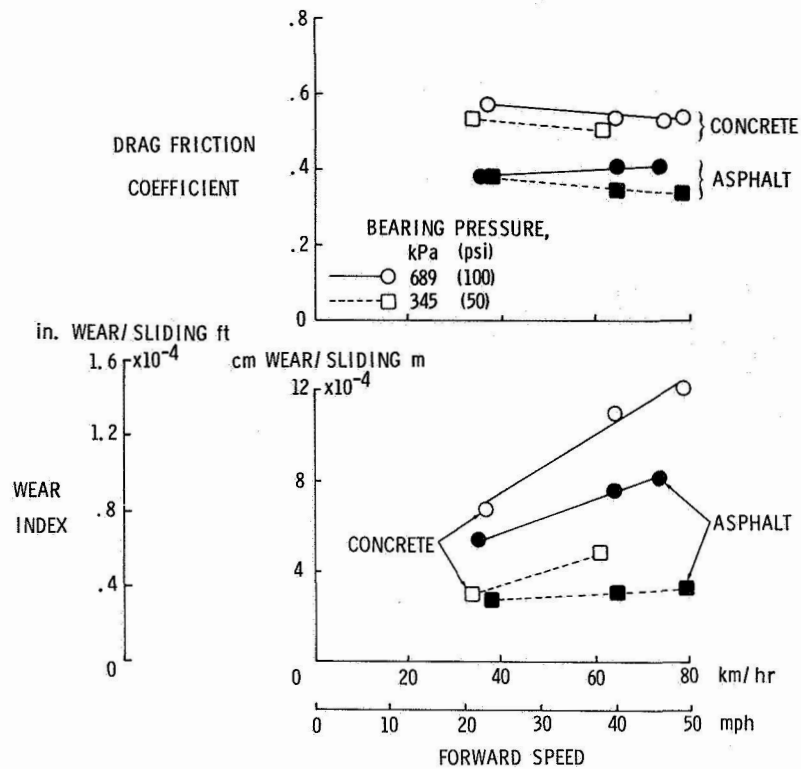 .8
.6
.4
.2
0
DRAG FRICTION
COEFFICIENT
CONCRETE
ASPHALT
BEARING PRESSURE,
kPa (psi)
689 (100)
345 (50)
in. WEAR/SLIDING ft
1.6 ×10-4
1.2
.8
.4
0
WEAR
INDEX
cm WEAR/SLIDING m
12 ×10-4
8
4
0
CONCRETE
ASPHALT
20 40 60 80 km/hr
0 10 20 30 40 50 mph
FORWARD SPEED